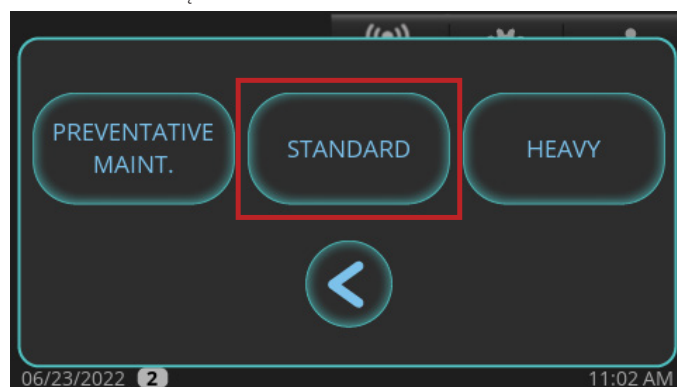 PREVENTATIVE
MAINT.
STANDARD
HEAVY
06/23/2022 2
11:02 AM